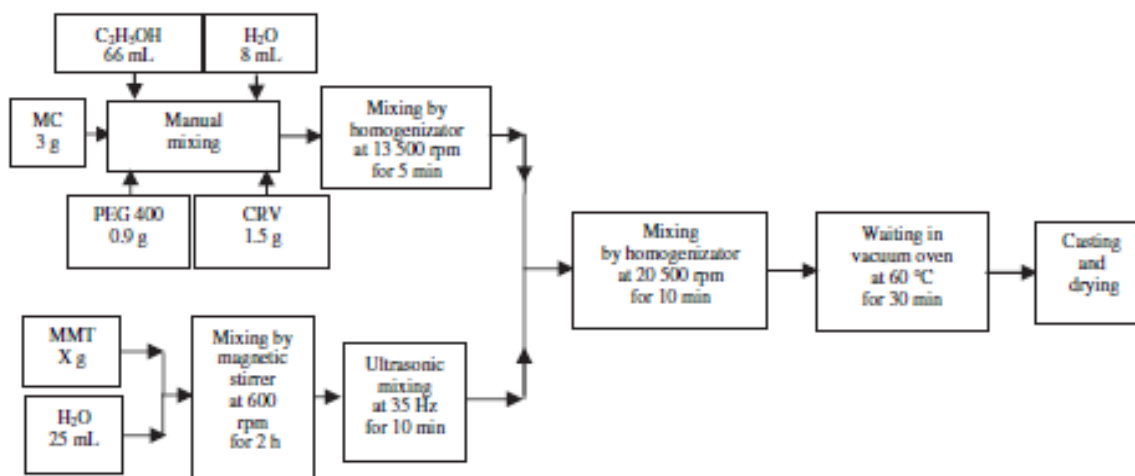 C₂H₅OH
66 mL
H₂O
8 mL
MC
3 g
Manual
mixing
Mixing by
homogenizator
at 13 500 rpm
for 5 min
PEG 400
0.9 g
CRV
1.5 g
Mixing
by homogenizator
at 20 500 rpm
for 10 min
Waiting in
vacuum oven
at 60 °C
for 30 min
Casting
and
drying
MMT
X g
H₂O
25 mL
Mixing by
magnetic
stirrer
at 600
rpm
for 2 h
Ultrasonic
mixing
at 35 Hz
for 10 min